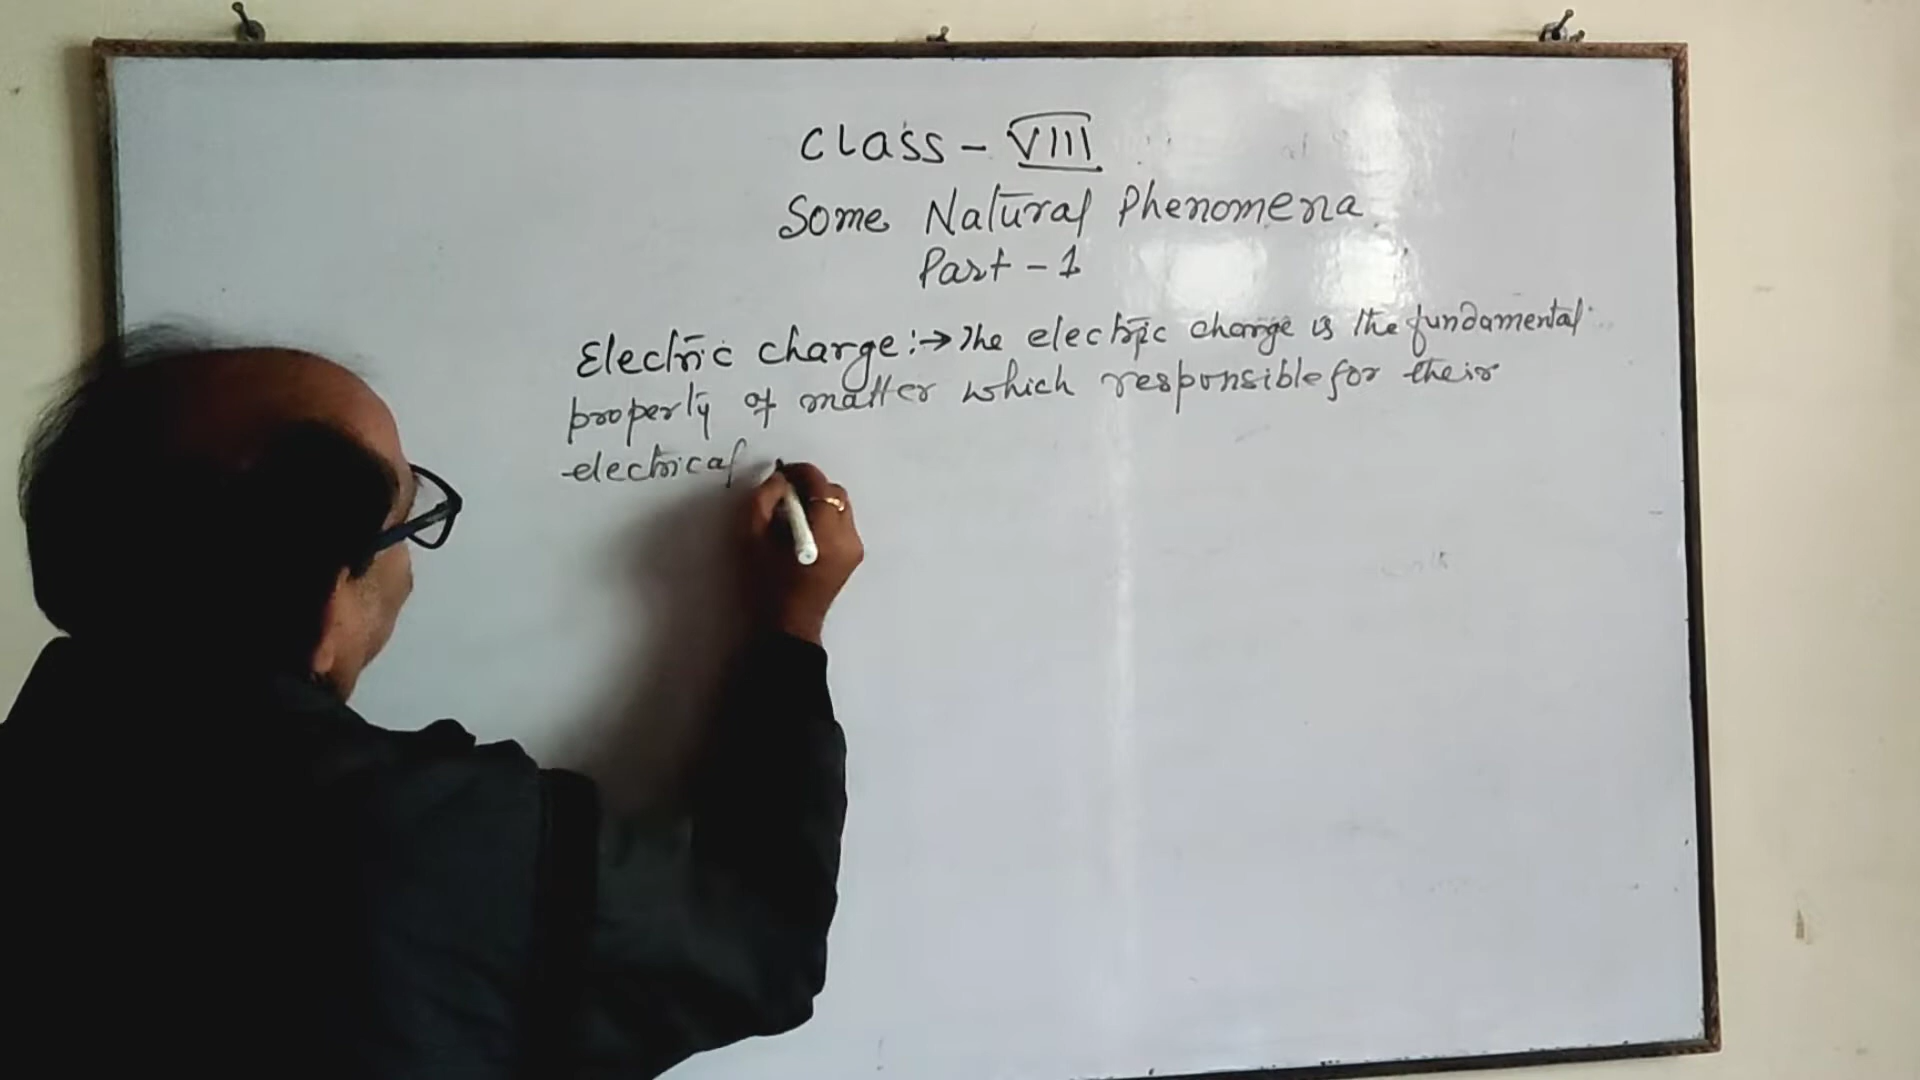 Class - VIII
Some Natural Phenomena
Part - 1
Electric charge :→ The electric charge is the fundamental
property of matter which responsible for their
electrical